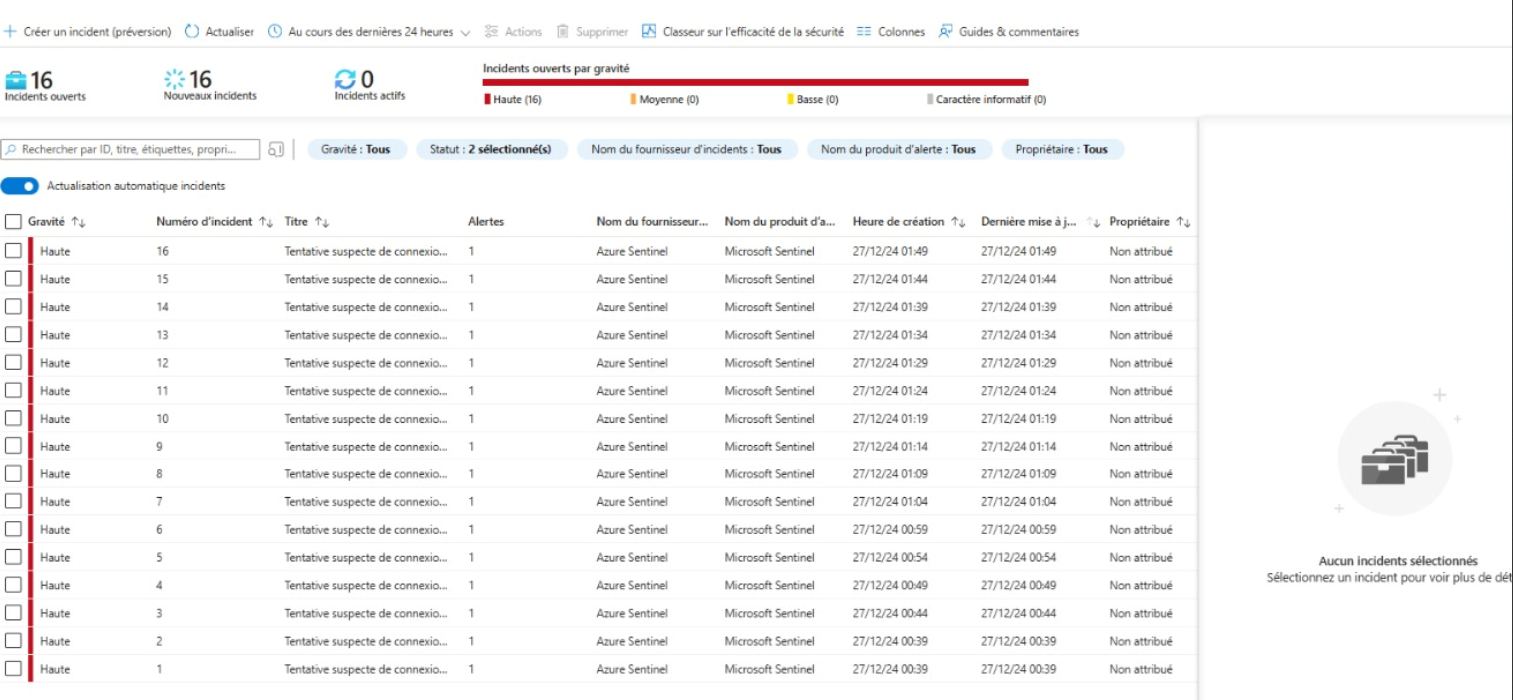 Créer un incident (préversion) Actualiser Au cours des dernières 24 heures Actions Supprimer Classeur sur l'efficacité de la sécurité Colonnes Guides & commentaires
16 16 0 Incidents ouverts par gravité
Incidents ouverts Nouveaux incidents Incidents actifs
Haute (16) Moyenne (0) Basse (0) Caractère informatif (0)
Rechercher par ID, titre, étiquettes, propri... Gravité : Tous Statut : 2 sélectionné(s) Nom du fournisseur d'incidents : Tous Nom du produit d'alerte : Tous Propriétaire : Tous
Actualisation automatique incidents
Gravité ↑↓ Numéro d'incident ↑↓ Titre ↑↓ Alertes Nom du fournisseur... Nom du produit d'a... Heure de création ↑↓ Dernière mise à j... ↑↓ Propriétaire ↑↓
Haute 16 Tentative suspecte de connexio... 1 Azure Sentinel Microsoft Sentinel 27/12/24 01:49 27/12/24 01:49 Non attribué
Haute 15 Tentative suspecte de connexio... 1 Azure Sentinel Microsoft Sentinel 27/12/24 01:44 27/12/24 01:44 Non attribué
Haute 14 Tentative suspecte de connexio... 1 Azure Sentinel Microsoft Sentinel 27/12/24 01:39 27/12/24 01:39 Non attribué
Haute 13 Tentative suspecte de connexio... 1 Azure Sentinel Microsoft Sentinel 27/12/24 01:34 27/12/24 01:34 Non attribué
Haute 12 Tentative suspecte de connexio... 1 Azure Sentinel Microsoft Sentinel 27/12/24 01:29 27/12/24 01:29 Non attribué
Haute 11 Tentative suspecte de connexio... 1 Azure Sentinel Microsoft Sentinel 27/12/24 01:24 27/12/24 01:24 Non attribué
Haute 10 Tentative suspecte de connexio... 1 Azure Sentinel Microsoft Sentinel 27/12/24 01:19 27/12/24 01:19 Non attribué
Haute 9 Tentative suspecte de connexio... 1 Azure Sentinel Microsoft Sentinel 27/12/24 01:14 27/12/24 01:14 Non attribué
Haute 8 Tentative suspecte de connexio... 1 Azure Sentinel Microsoft Sentinel 27/12/24 01:09 27/12/24 01:09 Non attribué
Haute 7 Tentative suspecte de connexio... 1 Azure Sentinel Microsoft Sentinel 27/12/24 01:04 27/12/24 01:04 Non attribué
Haute 6 Tentative suspecte de connexio... 1 Azure Sentinel Microsoft Sentinel 27/12/24 00:59 27/12/24 00:59 Non attribué
Haute 5 Tentative suspecte de connexio... 1 Azure Sentinel Microsoft Sentinel 27/12/24 00:54 27/12/24 00:54 Non attribué
Haute 4 Tentative suspecte de connexio... 1 Azure Sentinel Microsoft Sentinel 27/12/24 00:49 27/12/24 00:49 Non attribué
Haute 3 Tentative suspecte de connexio... 1 Azure Sentinel Microsoft Sentinel 27/12/24 00:44 27/12/24 00:44 Non attribué
Haute 2 Tentative suspecte de connexio... 1 Azure Sentinel Microsoft Sentinel 27/12/24 00:39 27/12/24 00:39 Non attribué
Haute 1 Tentative suspecte de connexio... 1 Azure Sentinel Microsoft Sentinel 27/12/24 00:39 27/12/24 00:39 Non attribué
Aucun incidents sélectionnés
Sélectionnez un incident pour voir plus de dét